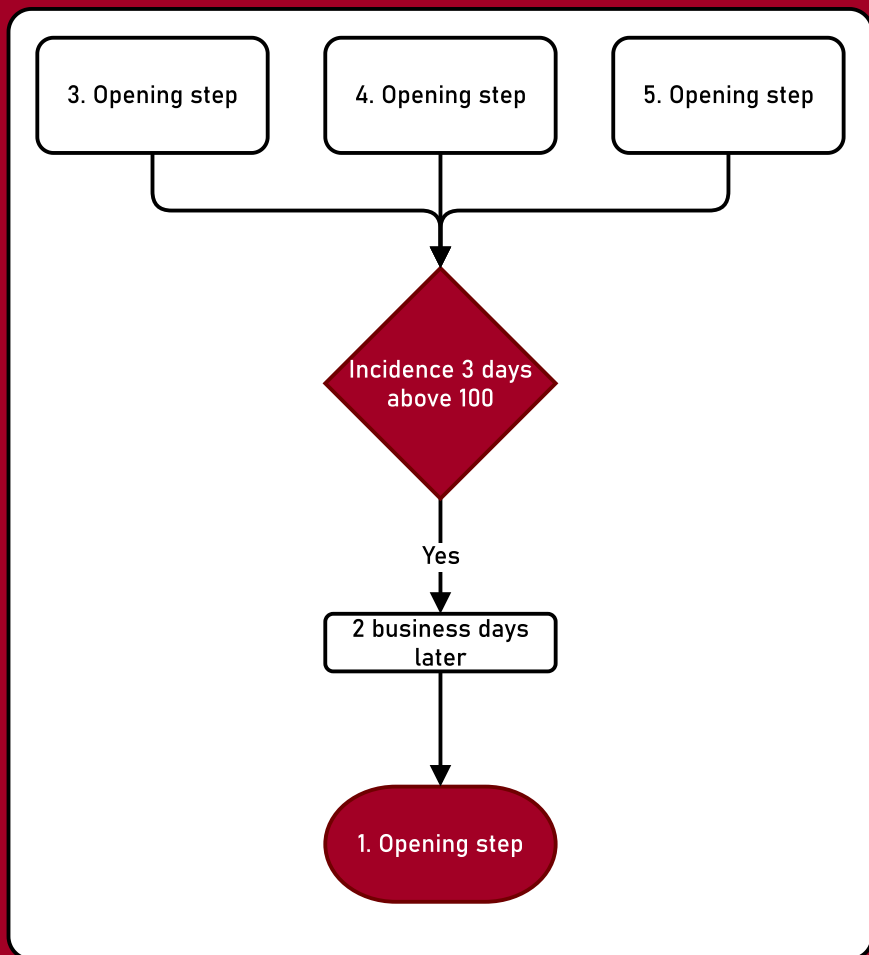 3. Opening step
4. Opening step
5. Opening step
Incidence 3 days
above 100
Yes
2 business days
later
1. Opening step